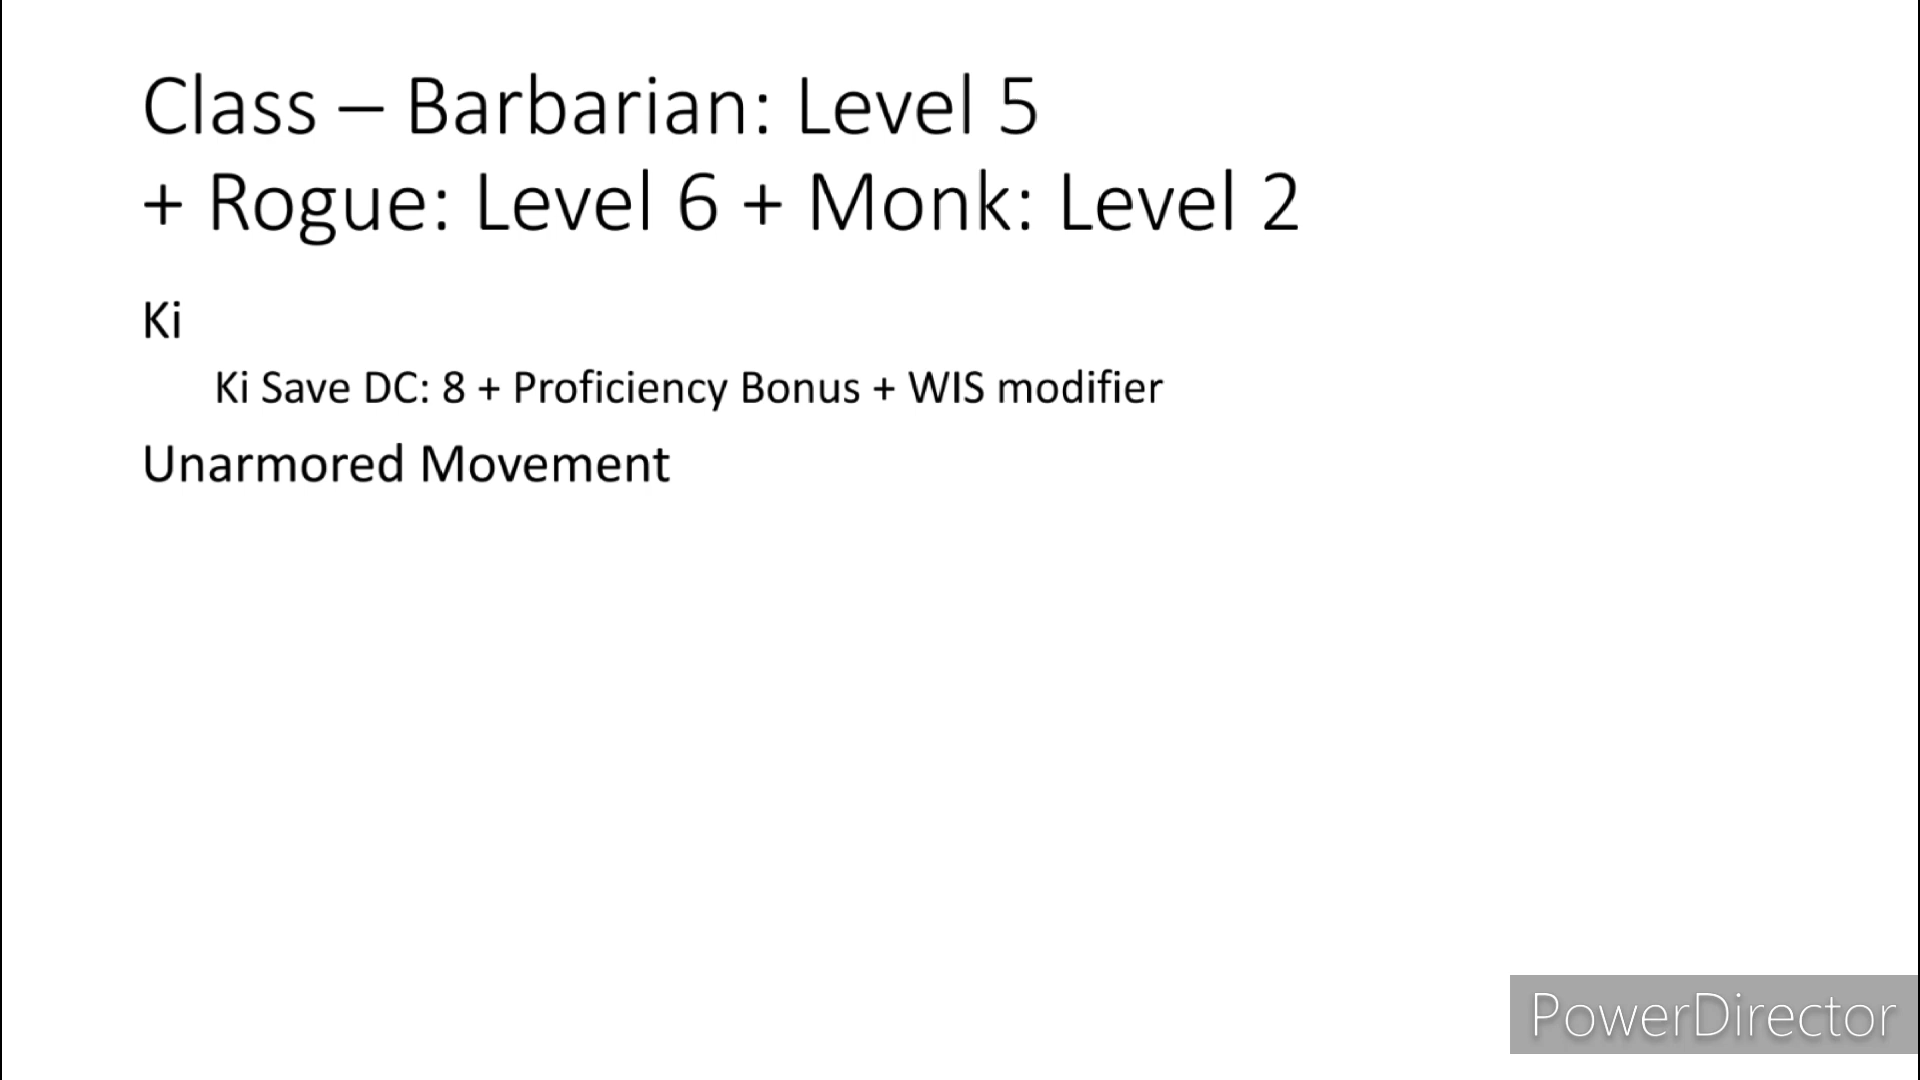 Class – Barbarian: Level 5
+ Rogue: Level 6 + Monk: Level 2
Ki
Ki Save DC: 8 + Proficiency Bonus + WIS modifier
Unarmored Movement
PowerDirector